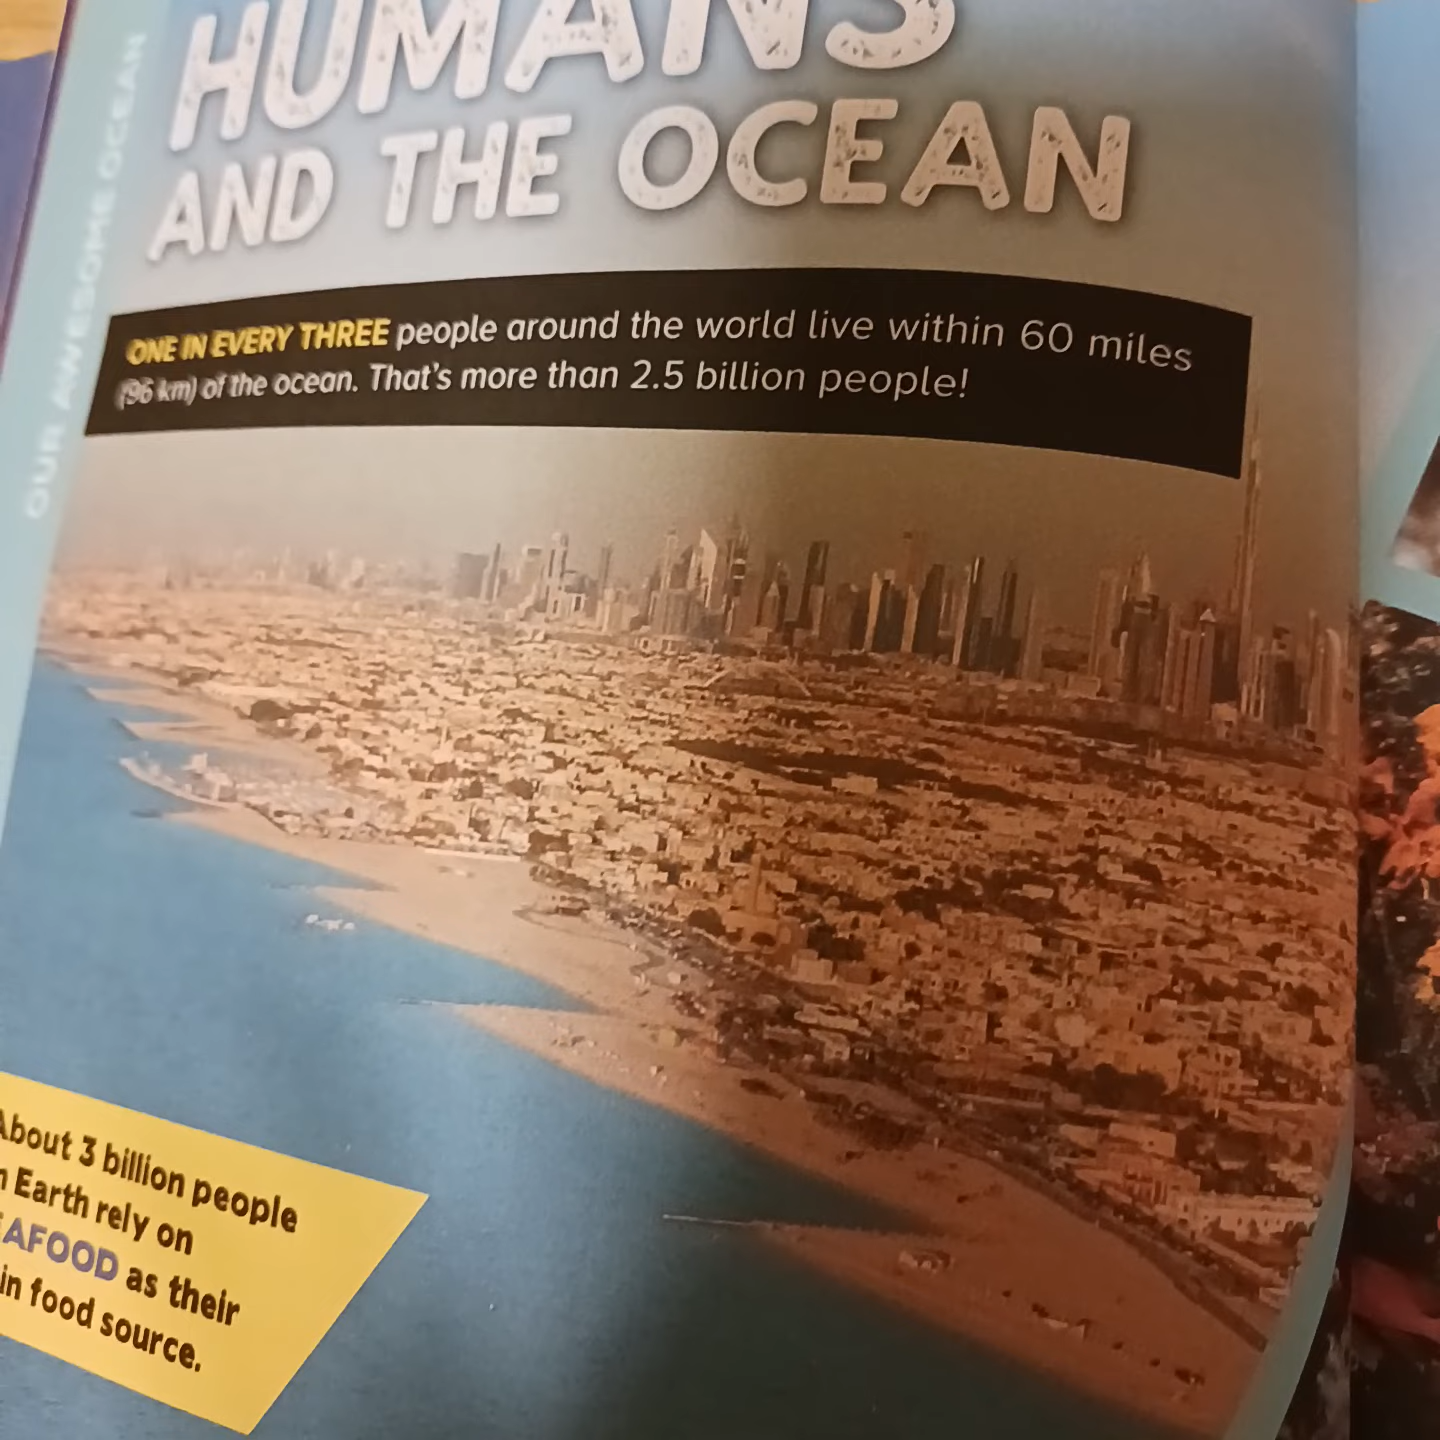 OUR AWESOME OCEAN
HUMANS
AND THE OCEAN
ONE IN EVERY THREE people around the world live within 60 miles
(96 km) of the ocean. That's more than 2.5 billion people!
About 3 billion people
n Earth rely on
EAFOOD as their
in food source.